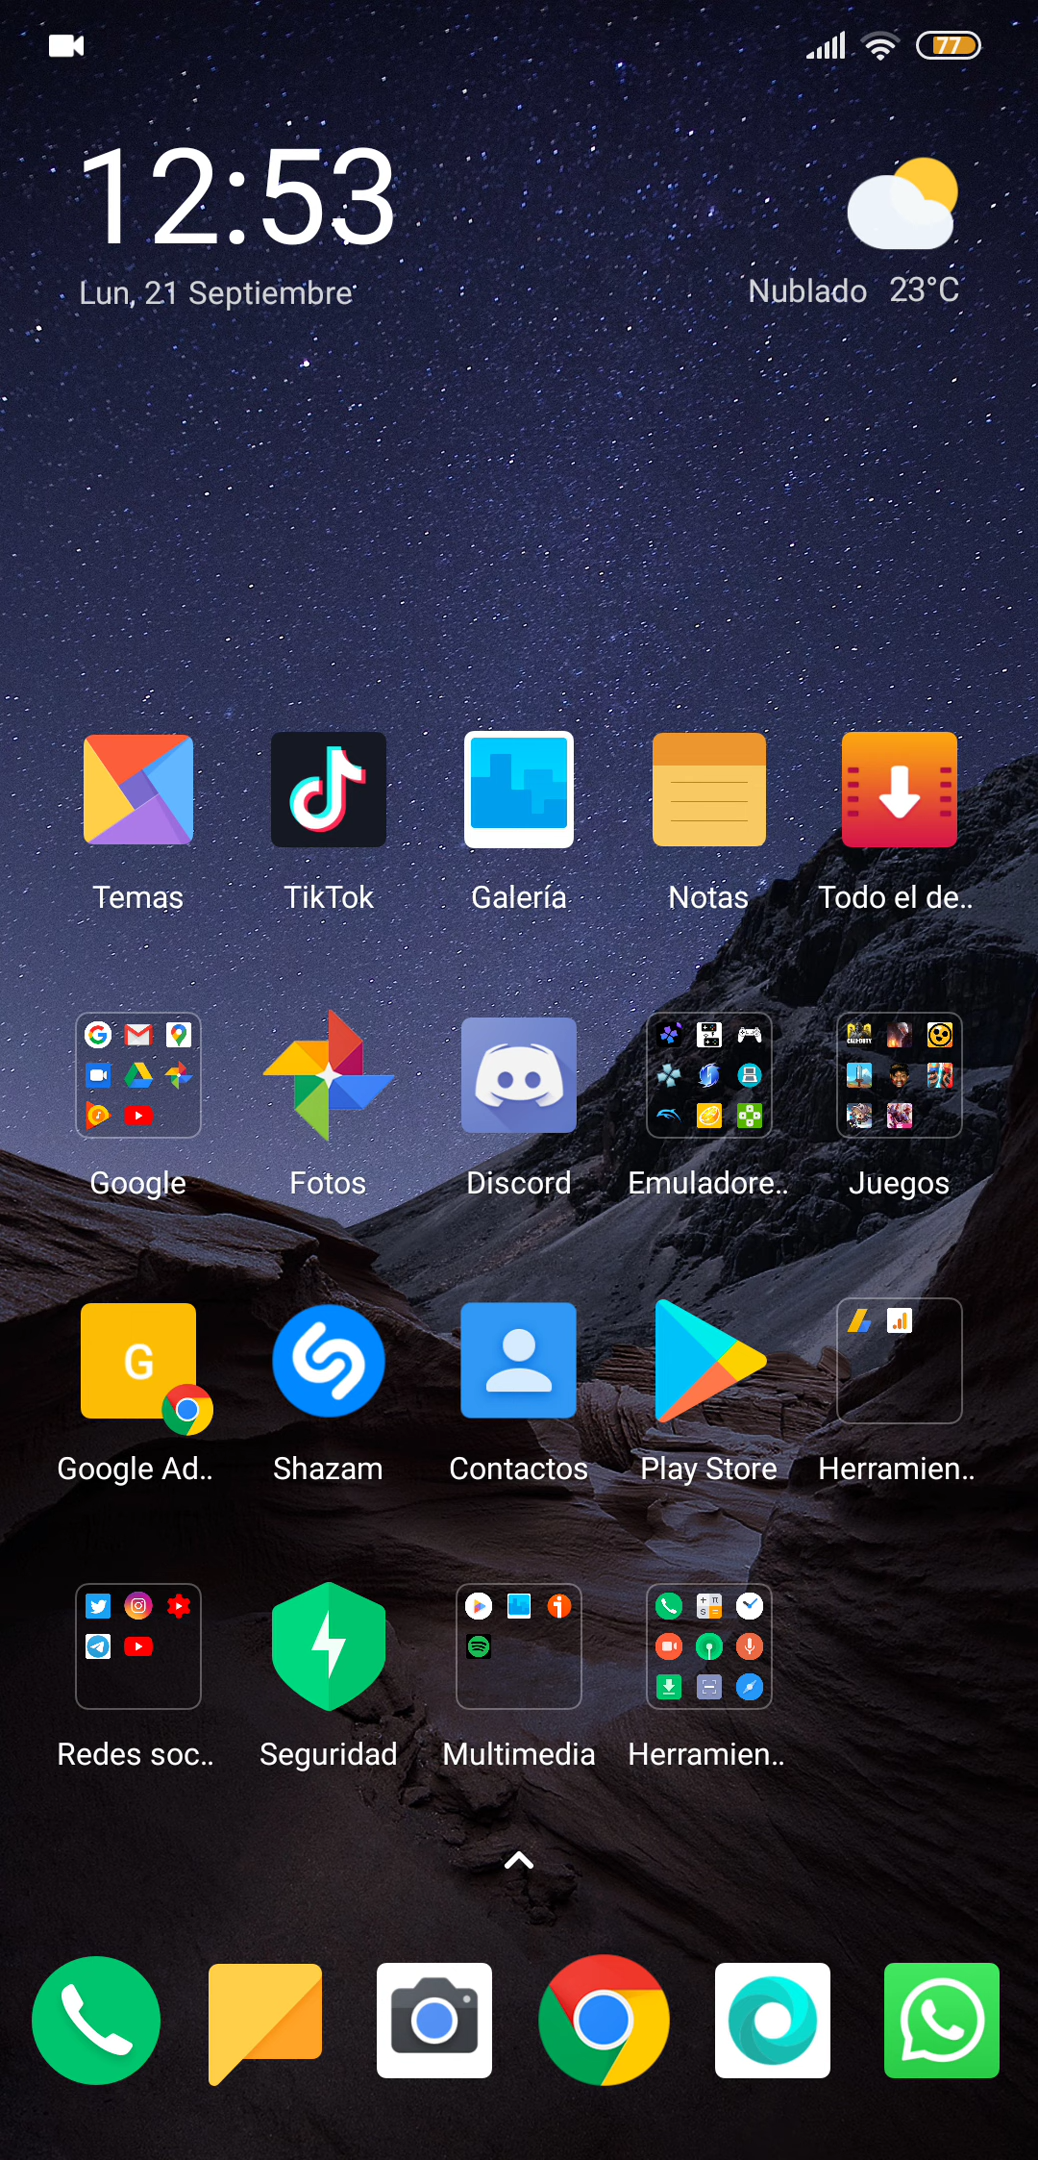 77
12:53
Lun, 21 Septiembre
Nublado 23°C
Temas
TikTok
Galería
Notas
Todo el de..
Google
Fotos
Discord
Emuladore..
Juegos
G
Google Ad..
Shazam
Contactos
Play Store
Herramien..
Redes soc..
Seguridad
Multimedia
Herramien..